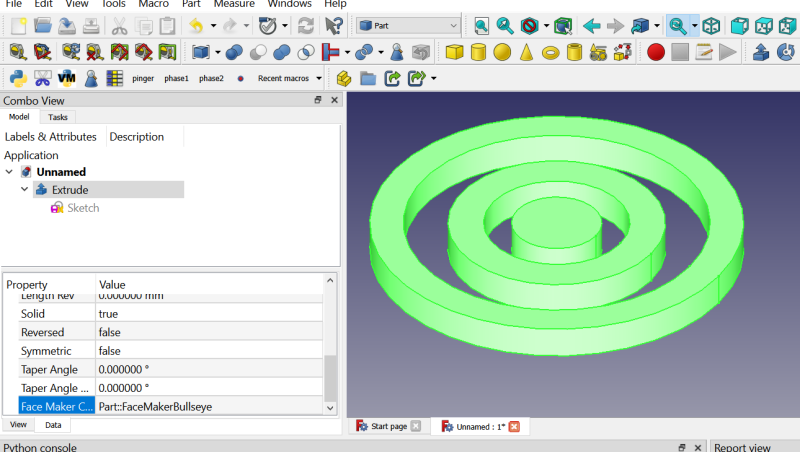 File Edit View Tools Macro Part Measure Windows Help
Part
VM pinger phase1 phase2 Recent macros
Combo View
Model Tasks
Labels & Attributes Description
Application
Unnamed
Extrude
Sketch
Property Value
Length Rev 0.000000 mm
Solid true
Reversed false
Symmetric false
Taper Angle 0.000000 °
Taper Angle ... 0.000000 °
Face Maker C... Part::FaceMakerBullseye
View Data
Start page Unnamed : 1*
Python console Report view